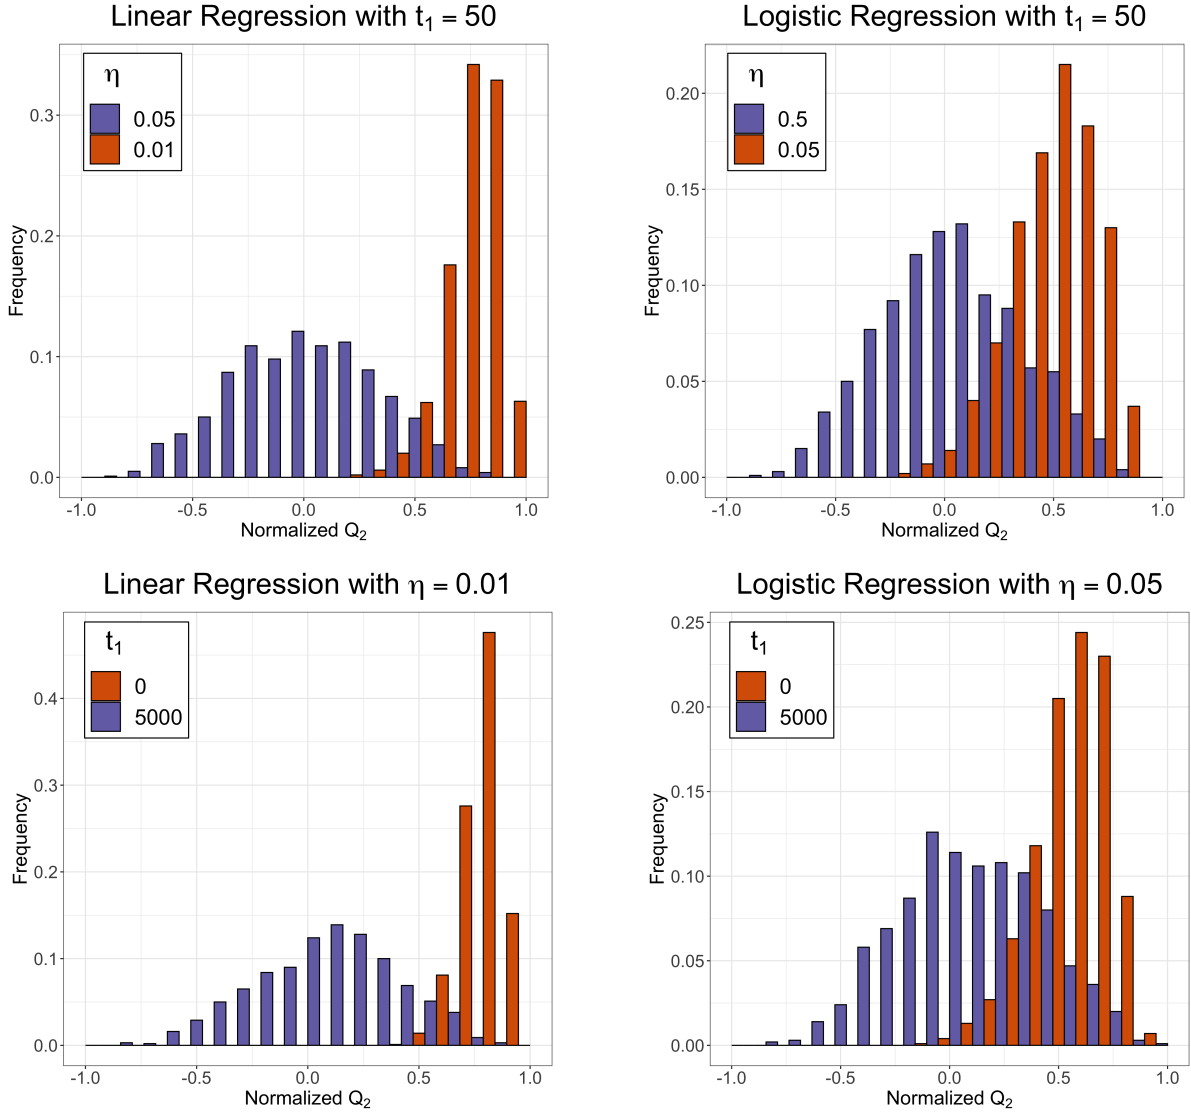 Linear Regression with t₁ = 50
η
0.05
0.01
0.3
0.2
0.1
0.0
Frequency
-1.0 -0.5 0.0 0.5 1.0
Normalized Q₂
Logistic Regression with t₁ = 50
η
0.5
0.05
0.20
0.15
0.10
0.05
0.00
Frequency
-1.0 -0.5 0.0 0.5 1.0
Normalized Q₂
Linear Regression with η = 0.01
t₁
0
5000
0.4
0.3
0.2
0.1
0.0
Frequency
-1.0 -0.5 0.0 0.5 1.0
Normalized Q₂
Logistic Regression with η = 0.05
t₁
0
5000
0.25
0.20
0.15
0.10
0.05
0.00
Frequency
-1.0 -0.5 0.0 0.5 1.0
Normalized Q₂